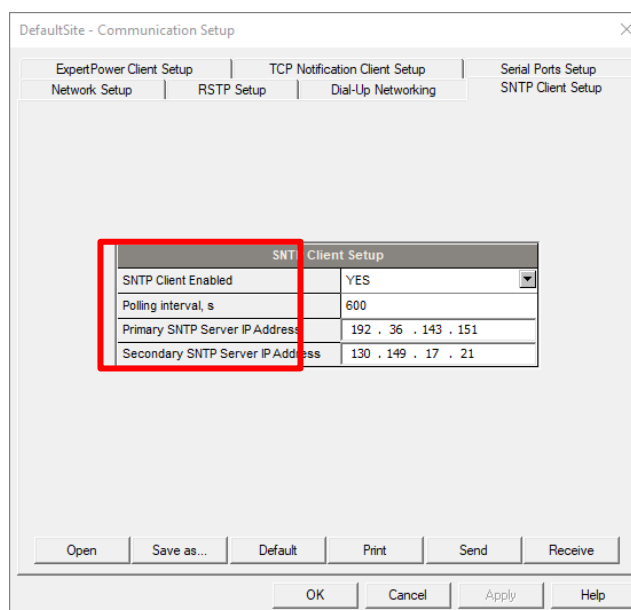 DefaultSite - Communication Setup
ExpertPower Client Setup TCP Notification Client Setup Serial Ports Setup
Network Setup RSTP Setup Dial-Up Networking SNTP Client Setup
SNTP Client Setup
SNTP Client Enabled YES
Polling interval, s 600
Primary SNTP Server IP Address 192 . 36 . 143 . 151
Secondary SNTP Server IP Address 130 . 149 . 17 . 21
Open Save as... Default Print Send Receive
OK Cancel Apply Help